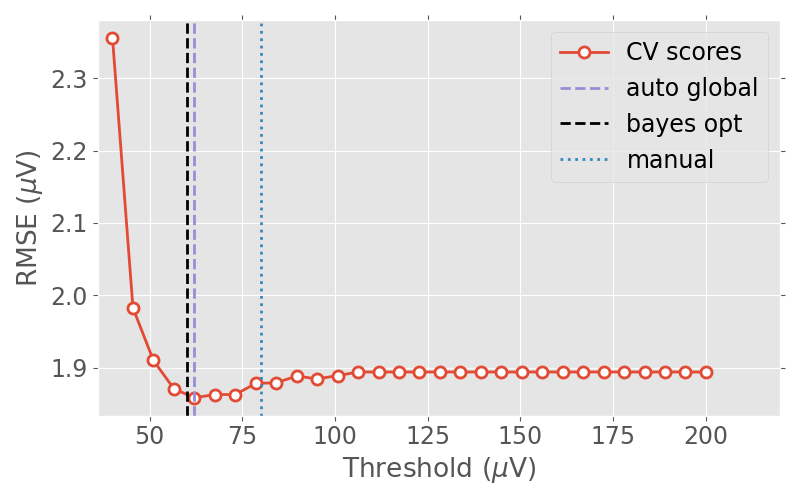 2.3
2.2
2.1
2.0
1.9
RMSE (μV)
CV scores
auto global
bayes opt
manual
50
75
100
125
150
175
200
Threshold (μV)